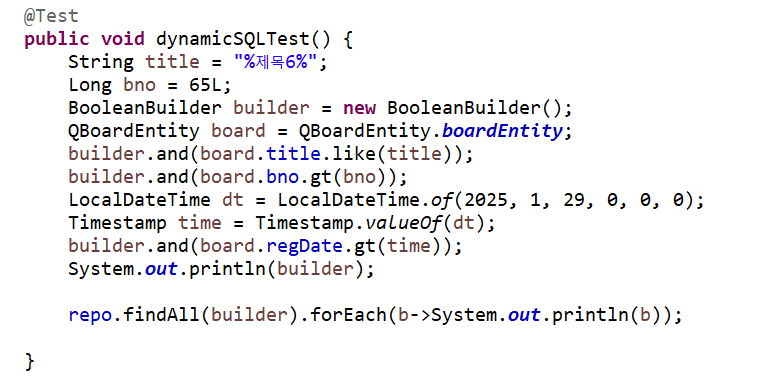 @Test
public void dynamicSQLTest() {
    String title = "%제목6%";
    Long bno = 65L;
    BooleanBuilder builder = new BooleanBuilder();
    QBoardEntity board = QBoardEntity.boardEntity;
    builder.and(board.title.like(title));
    builder.and(board.bno.gt(bno));
    LocalDateTime dt = LocalDateTime.of(2025, 1, 29, 0, 0, 0);
    Timestamp time = Timestamp.valueOf(dt);
    builder.and(board.regDate.gt(time));
    System.out.println(builder);

    repo.findAll(builder).forEach(b->System.out.println(b));

}